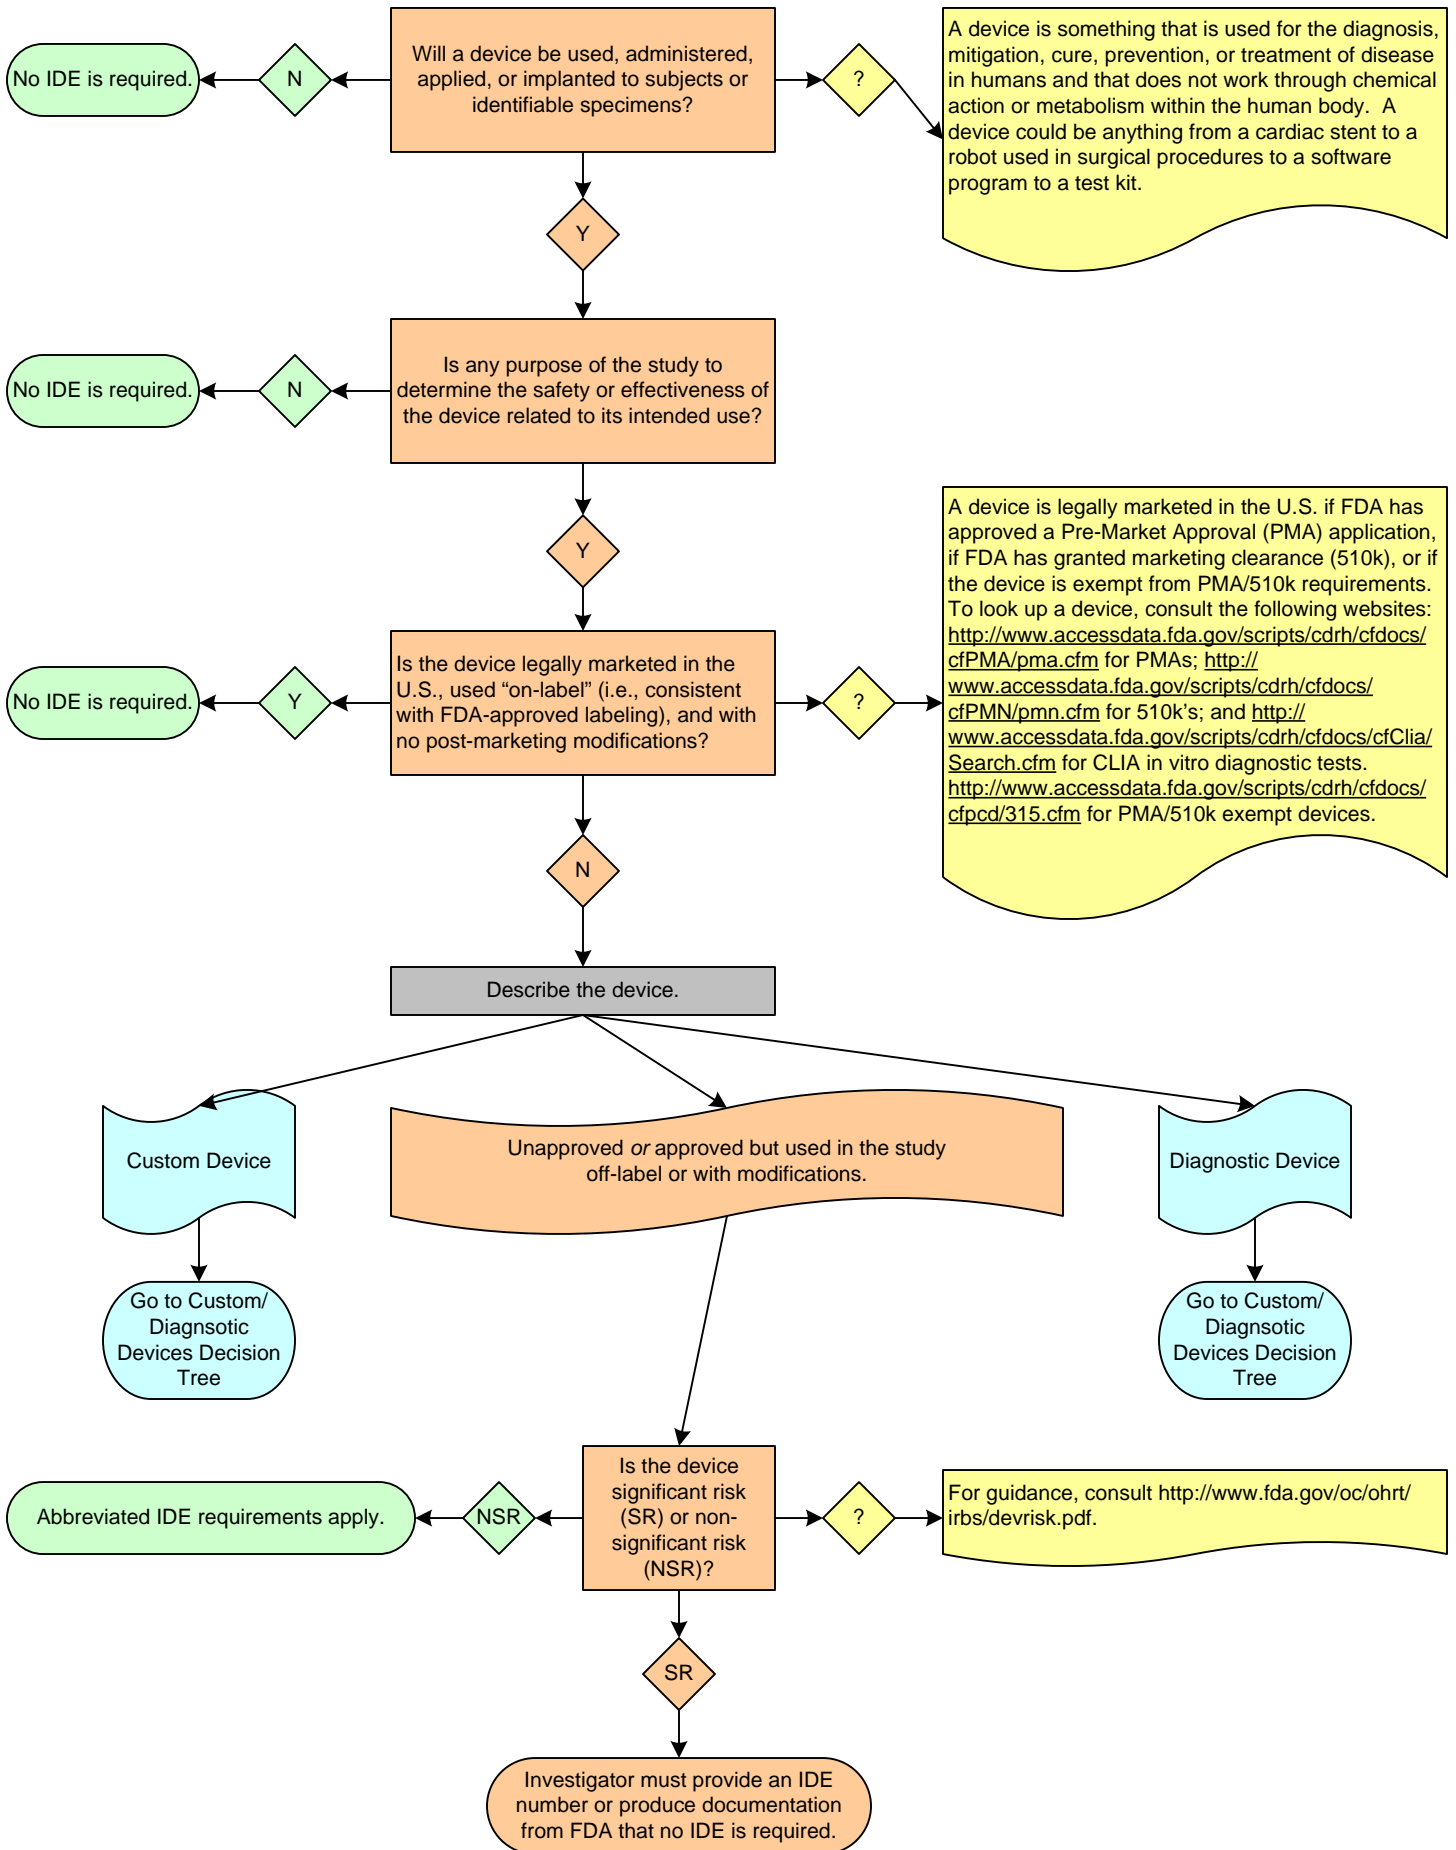 Will a device be used, administered,
applied, or implanted to subjects or
identifiable specimens?
N
No IDE is required.
?
A device is something that is used for the diagnosis,
mitigation, cure, prevention, or treatment of disease
in humans and that does not work through chemical
action or metabolism within the human body.  A
device could be anything from a cardiac stent to a
robot used in surgical procedures to a software
program to a test kit.
Y
Is any purpose of the study to
determine the safety or effectiveness of
the device related to its intended use?
N
No IDE is required.
Y
Is the device legally marketed in the
U.S., used “on-label” (i.e., consistent
with FDA-approved labeling), and with
no post-marketing modifications?
Y
No IDE is required.
?
A device is legally marketed in the U.S. if FDA has
approved a Pre-Market Approval (PMA) application,
if FDA has granted marketing clearance (510k), or if
the device is exempt from PMA/510k requirements.
To look up a device, consult the following websites:
http://www.accessdata.fda.gov/scripts/cdrh/cfdocs/
cfPMA/pma.cfm for PMAs; http://
www.accessdata.fda.gov/scripts/cdrh/cfdocs/
cfPMN/pmn.cfm for 510k’s; and http://
www.accessdata.fda.gov/scripts/cdrh/cfdocs/cfClia/
Search.cfm for CLIA in vitro diagnostic tests.
http://www.accessdata.fda.gov/scripts/cdrh/cfdocs/
cfpcd/315.cfm for PMA/510k exempt devices.
N
Describe the device.
Custom Device
Unapproved or approved but used in the study
off-label or with modifications.
Diagnostic Device
Go to Custom/
Diagnsotic
Devices Decision
Tree
Go to Custom/
Diagnsotic
Devices Decision
Tree
Is the device
significant risk
(SR) or non-
significant risk
(NSR)?
NSR
Abbreviated IDE requirements apply.
?
For guidance, consult http://www.fda.gov/oc/ohrt/
irbs/devrisk.pdf.
SR
Investigator must provide an IDE
number or produce documentation
from FDA that no IDE is required.